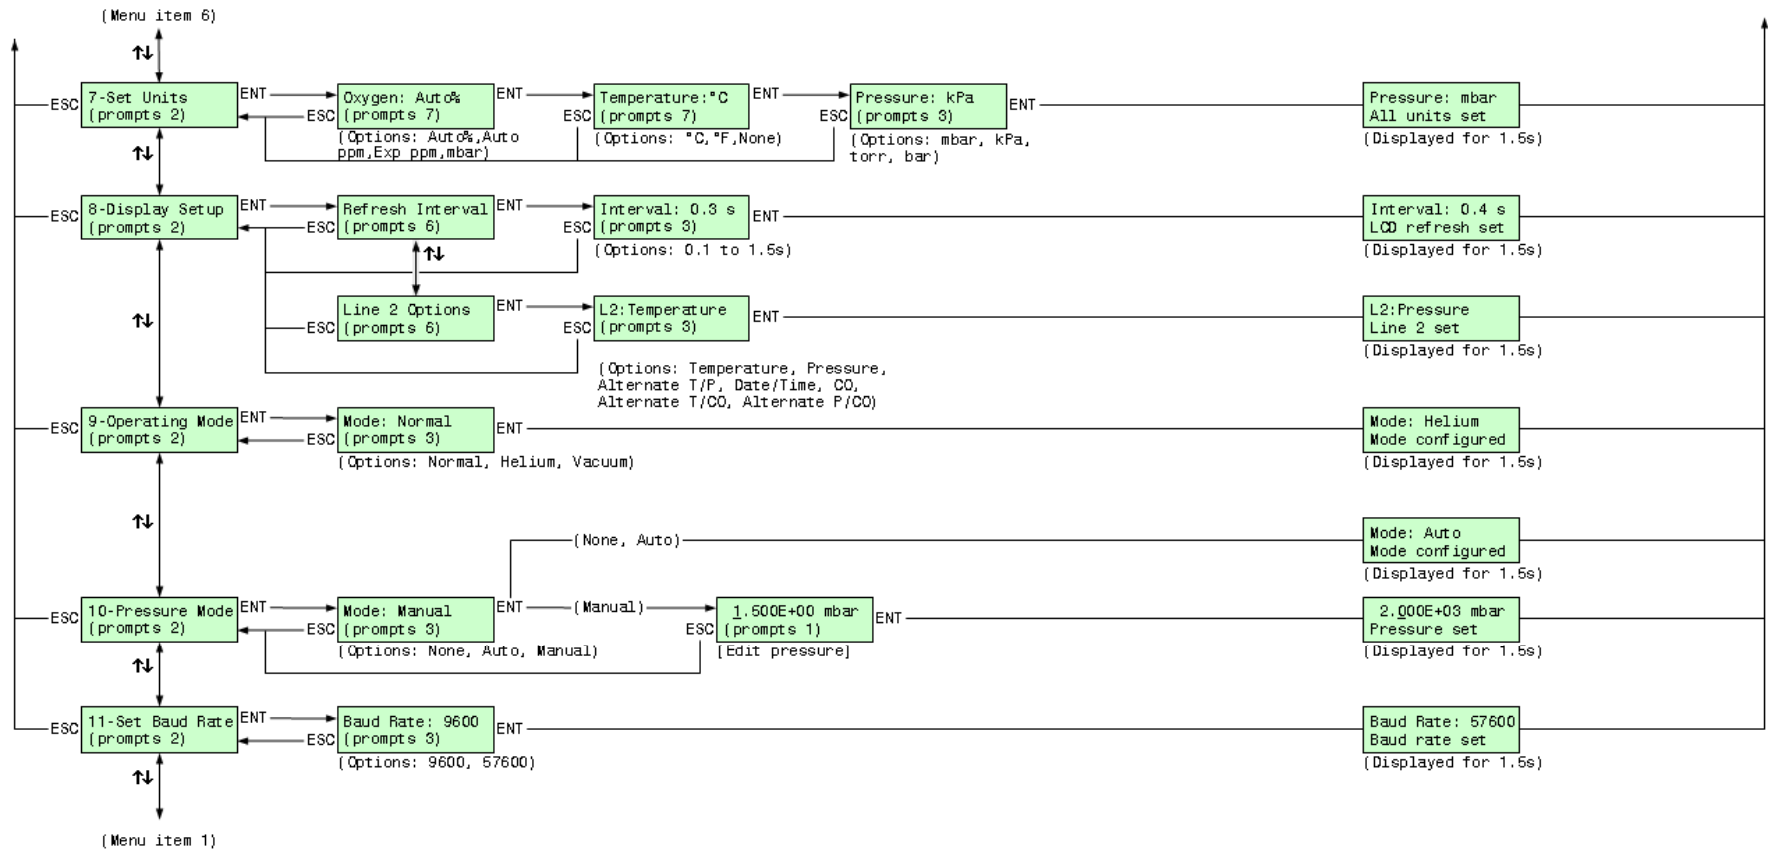 (Menu item 6)
↑↓
ESC
7-Set Units
(prompts 2)
ENT
ESC
Oxygen: Auto%
(prompts 7)
(Options: Auto%,Auto
ppm,Exp ppm,mbar)
ENT
ESC
Temperature:°C
(prompts 7)
(Options: °C,°F,None)
ENT
ESC
Pressure: kPa
(prompts 3)
(Options: mbar, kPa,
torr, bar)
ENT
Pressure: mbar
All units set
(Displayed for 1.5s)
↑↓
ESC
8-Display Setup
(prompts 2)
ENT
ESC
Refresh Interval
(prompts 6)
ENT
ESC
Interval: 0.3 s
(prompts 3)
(Options: 0.1 to 1.5s)
ENT
Interval: 0.4 s
LCD refresh set
(Displayed for 1.5s)
↑↓
↑↓
ESC
Line 2 Options
(prompts 6)
ENT
ESC
L2:Temperature
(prompts 3)
(Options: Temperature, Pressure,
Alternate T/P, Date/Time, CO,
Alternate T/CO, Alternate P/CO)
ENT
L2:Pressure
Line 2 set
(Displayed for 1.5s)
ESC
9-Operating Mode
(prompts 2)
ENT
ESC
Mode: Normal
(prompts 3)
(Options: Normal, Helium, Vacuum)
ENT
Mode: Helium
Mode configured
(Displayed for 1.5s)
↑↓
(None, Auto)
Mode: Auto
Mode configured
(Displayed for 1.5s)
ESC
10-Pressure Mode
(prompts 2)
ENT
ESC
Mode: Manual
(prompts 3)
(Options: None, Auto, Manual)
ENT
(Manual)
ESC
1.500E+00 mbar
(prompts 1)
[Edit pressure]
ENT
2.000E+03 mbar
Pressure set
(Displayed for 1.5s)
↑↓
ESC
11-Set Baud Rate
(prompts 2)
ENT
ESC
Baud Rate: 9600
(prompts 3)
(Options: 9600, 57600)
ENT
Baud Rate: 57600
Baud rate set
(Displayed for 1.5s)
↑↓
(Menu item 1)